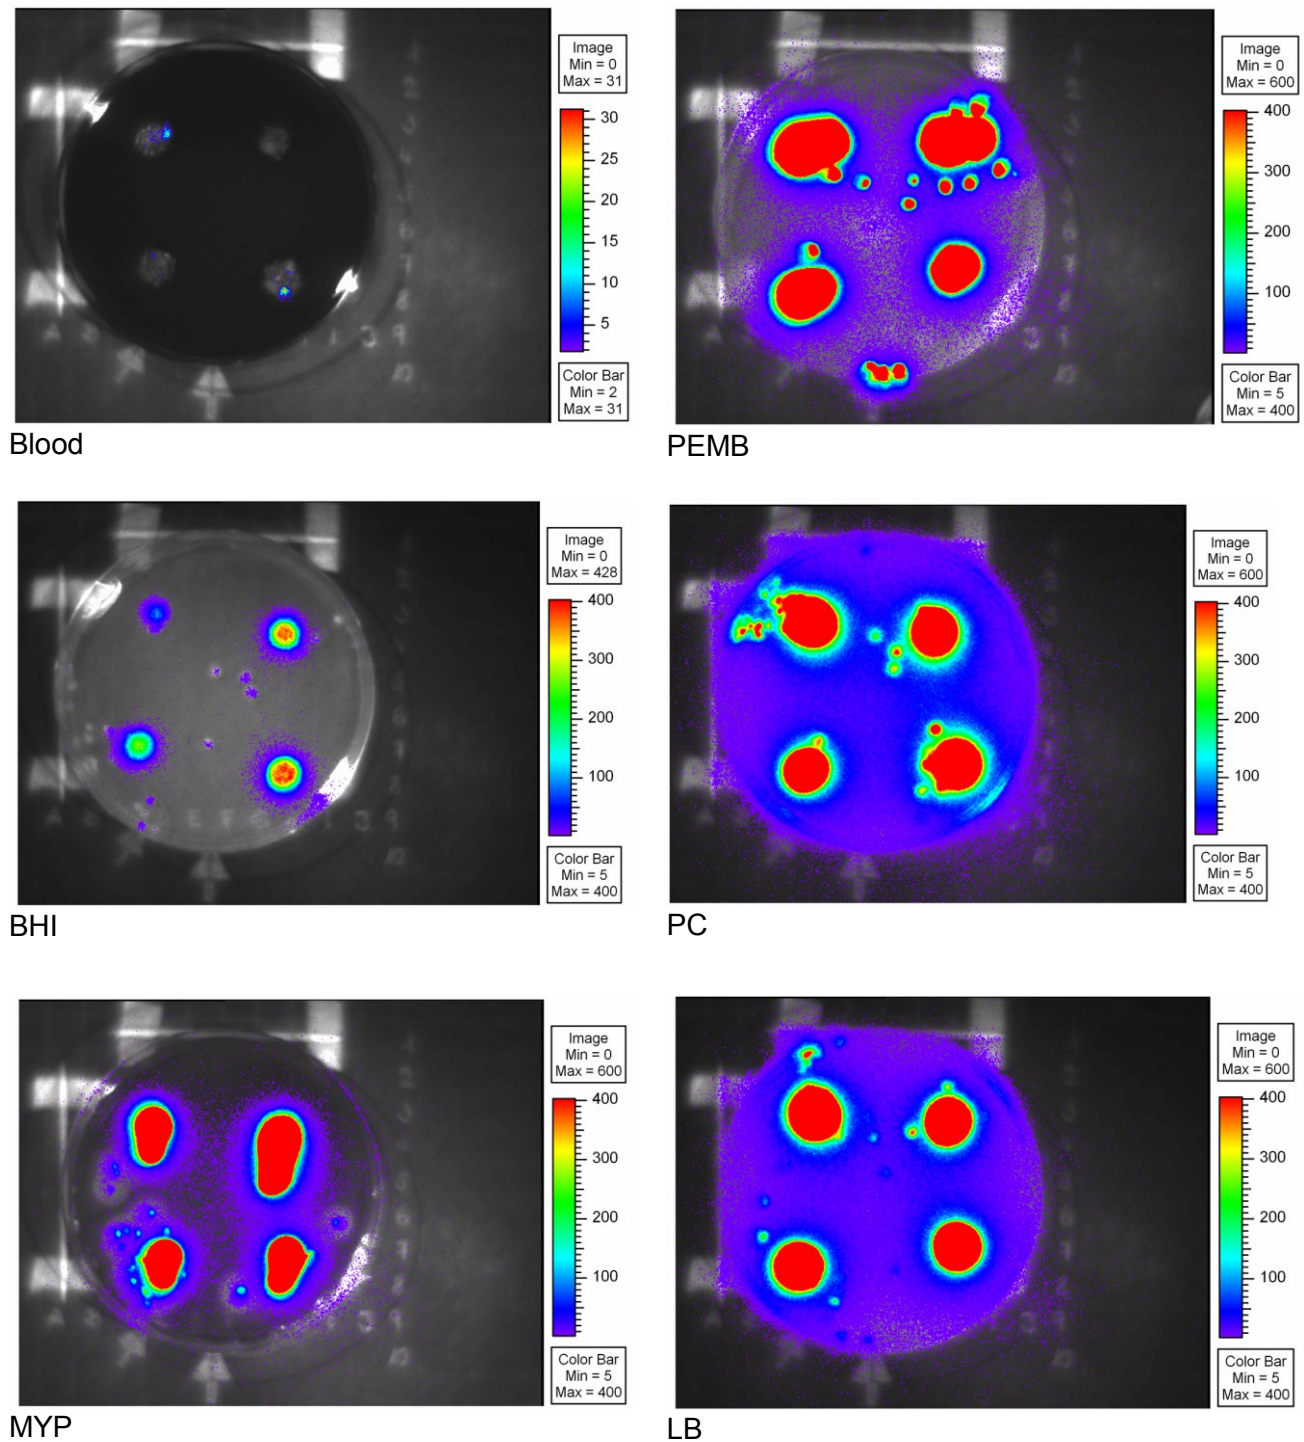 Image
Min = 0
Max = 31
30
25
20
15
10
5
Color Bar
Min = 2
Max = 31
Blood
Image
Min = 0
Max = 600
400
300
200
100
Color Bar
Min = 5
Max = 400
PEMB
Image
Min = 0
Max = 428
400
300
200
100
Color Bar
Min = 5
Max = 400
BHI
Image
Min = 0
Max = 600
400
300
200
100
Color Bar
Min = 5
Max = 400
PC
Image
Min = 0
Max = 600
400
300
200
100
Color Bar
Min = 5
Max = 400
MYP
Image
Min = 0
Max = 600
400
300
200
100
Color Bar
Min = 5
Max = 400
LB